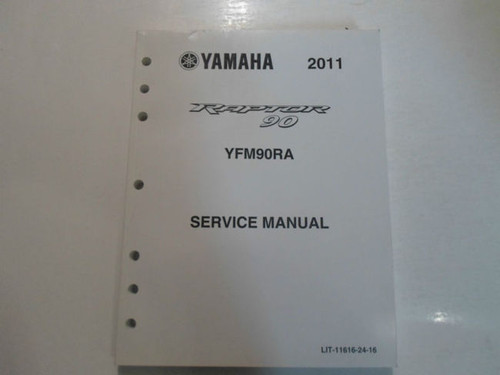 YAMAHA 2011
RAPTOR
90
YFM90RA
SERVICE MANUAL
LIT-11616-24-16